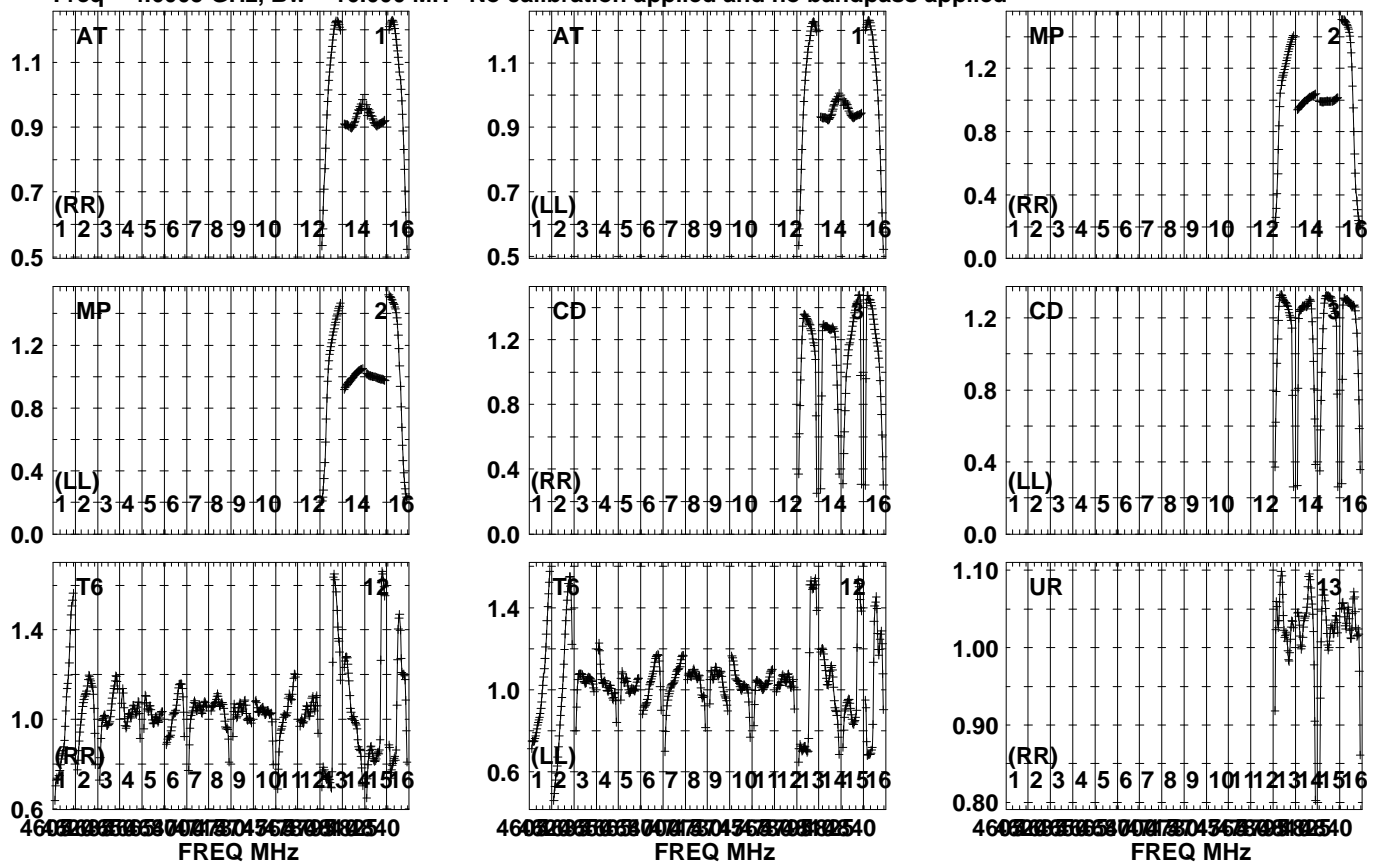 No calibration applied and no bandpass applied
AT 1
1.1
0.9
0.7
0.5
(RR)
1 2 3 4 5 6 7 8 9 10 12 14 16
AT 1
1.1
0.9
0.7
0.5
(LL)
1 2 3 4 5 6 7 8 9 10 12 14 16
MP 2
1.2
0.8
0.4
0.0
(RR)
1 2 3 4 5 6 7 8 9 10 12 14 16
MP 2
1.2
0.8
0.4
0.0
(LL)
1 2 3 4 5 6 7 8 9 10 12 14 16
CD 3
1.2
0.8
0.4
0.0
(RR)
1 2 3 4 5 6 7 8 9 10 12 14 16
CD 3
1.2
0.8
0.4
0.0
(LL)
1 2 3 4 5 6 7 8 9 10 12 14 16
T6 12
1.4
1.0
0.6
(RR)
1 2 3 4 5 6 7 8 9 10 11 12 13 14 15 16
FREQ MHz
T6 12
1.4
1.0
0.6
(LL)
1 2 3 4 5 6 7 8 9 10 11 12 13 14 15 16
FREQ MHz
UR 13
1.10
1.00
0.90
0.80
(RR)
1 2 3 4 5 6 7 8 9 10 11 12 13 14 15 16
FREQ MHz